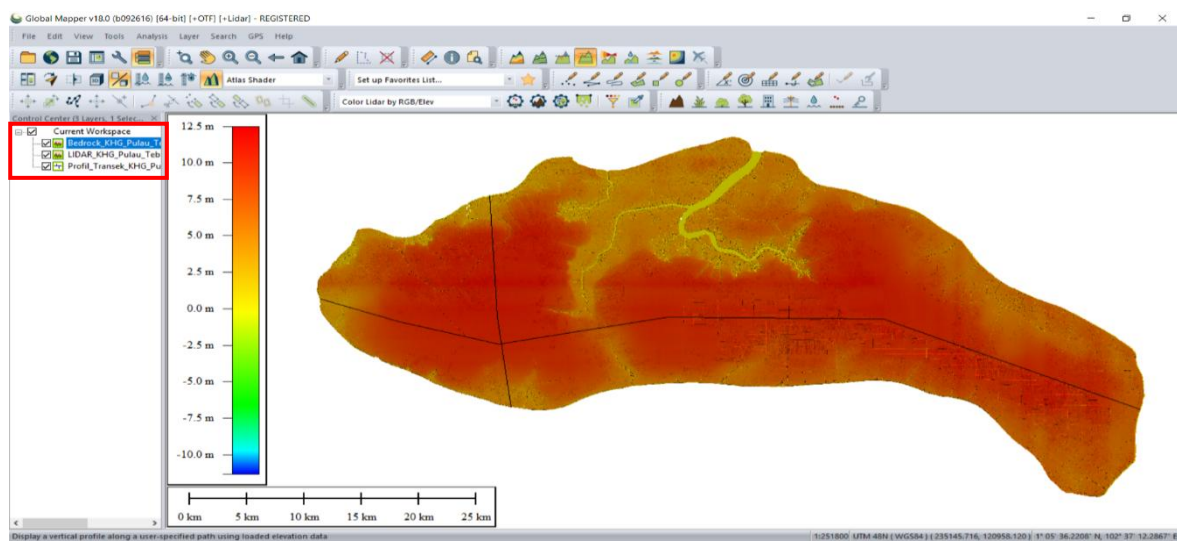 Global Mapper v18.0 (b092616) [64-bit] [+OTF] [+Lidar] - REGISTERED
File Edit View Tools Analysis Layer Search GPS Help
Atlas Shader
Set up Favorites List...
Color Lidar by RGB/Elev
Control Center (3 Layers, 1 Selec...
Current Workspace
Bedrock_KHG_Pulau_Te
LIDAR_KHG_Pulau_Teb
Profil_Transek_KHG_Pu
12.5 m
10.0 m
7.5 m
5.0 m
2.5 m
0.0 m
-2.5 m
-5.0 m
-7.5 m
-10.0 m
0 km 5 km 10 km 15 km 20 km 25 km
Display a vertical profile along a user-specified path using loaded elevation data
1:251800 UTM 48N ( WGS84 ) ( 235145.716, 120958.120 ) 1° 05' 36.2208" N, 102° 37' 12.2867" E